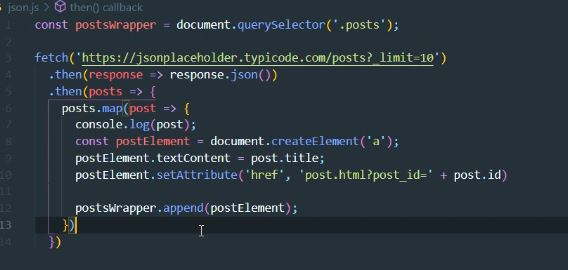 json.js > then() callback
1 const postsWrapper = document.querySelector('.posts');
2
3 fetch('https://jsonplaceholder.typicode.com/posts?_limit=10')
4 .then(response => response.json())
5 .then(posts => {
6 posts.map(post => {
7 console.log(post);
8 const postElement = document.createElement('a');
9 postElement.textContent = post.title;
10 postElement.setAttribute('href', 'post.html?post_id=' + post.id)
11
12 postsWrapper.append(postElement);
13 })
14 })